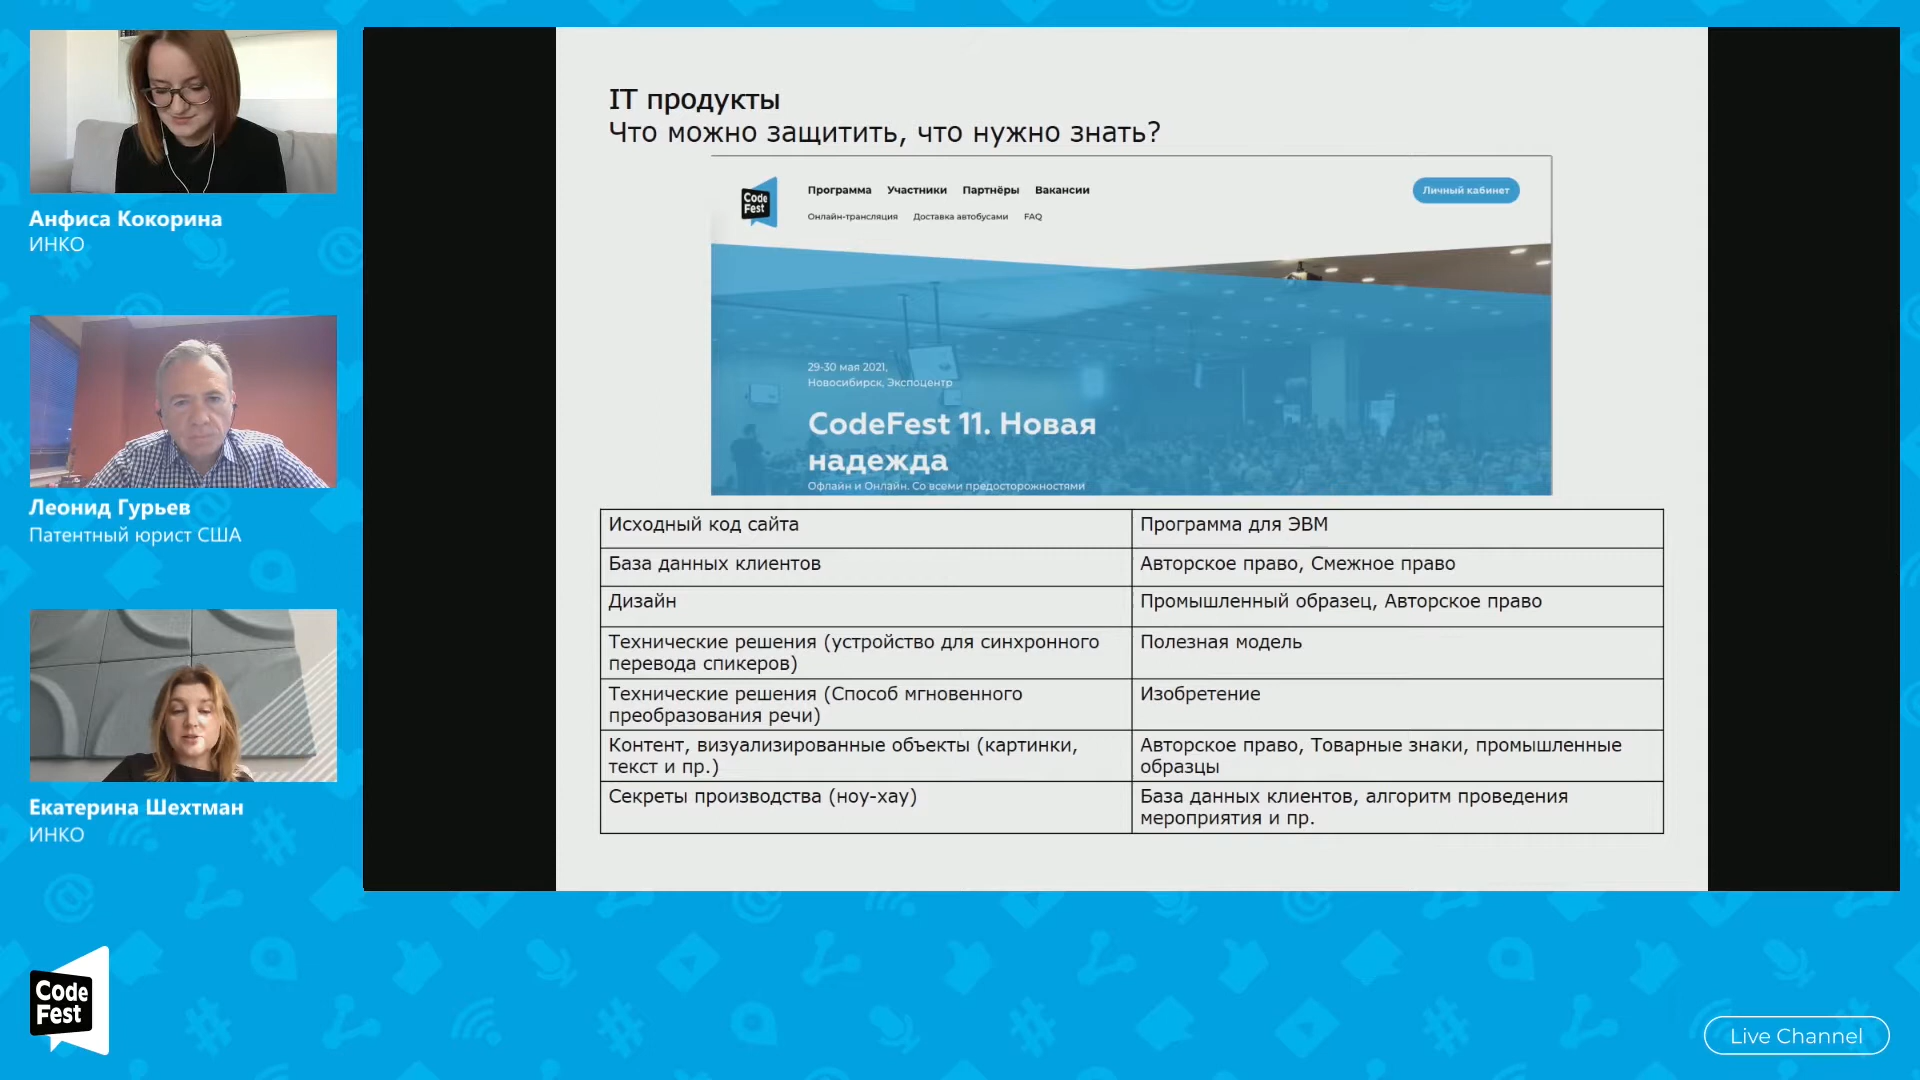 Анфиса Кокорина
ИНКО
Леонид Гурьев
Патентный юрист США
Екатерина Шехтман
ИНКО
Code
Fest
IT продукты
Что можно защитить, что нужно знать?
Code
Fest
Программа Участники Партнёры Вакансии
Личный кабинет
Онлайн-трансляция Доставка автобусами FAQ
29-30 мая 2021,
Новосибирск, Экспоцентр
CodeFest 11. Новая
надежда
Офлайн и Онлайн. Со всеми предосторожностями
Исходный код сайта
Программа для ЭВМ
База данных клиентов
Авторское право, Смежное право
Дизайн
Промышленный образец, Авторское право
Технические решения (устройство для синхронного
перевода спикеров)
Полезная модель
Технические решения (Способ мгновенного
преобразования речи)
Изобретение
Контент, визуализированные объекты (картинки,
текст и пр.)
Авторское право, Товарные знаки, промышленные
образцы
Секреты производства (ноу-хау)
База данных клиентов, алгоритм проведения
мероприятия и пр.
Live Channel